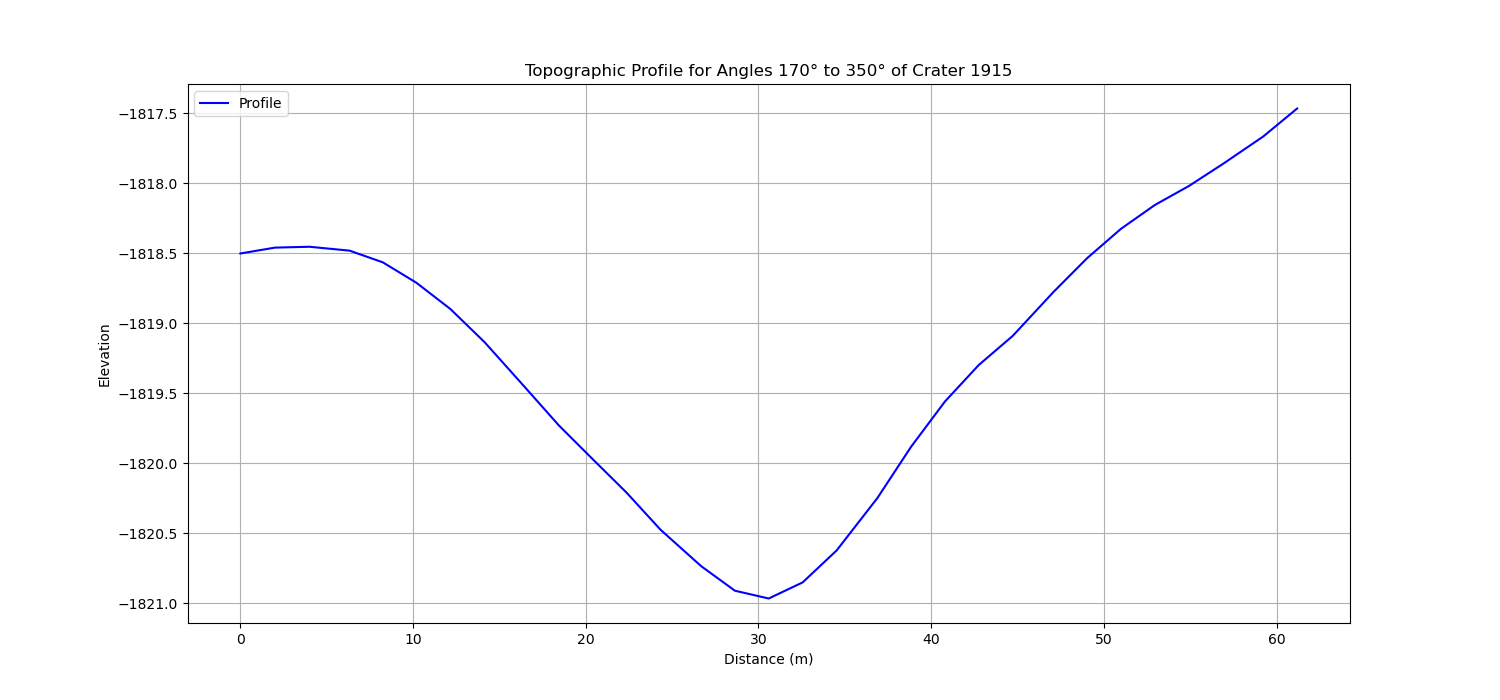 Topographic Profile for Angles 170° to 350° of Crater 1915
Profile
−1817.5
−1818.0
−1818.5
−1819.0
−1819.5
−1820.0
−1820.5
−1821.0
Elevation
0 10 20 30 40 50 60
Distance (m)